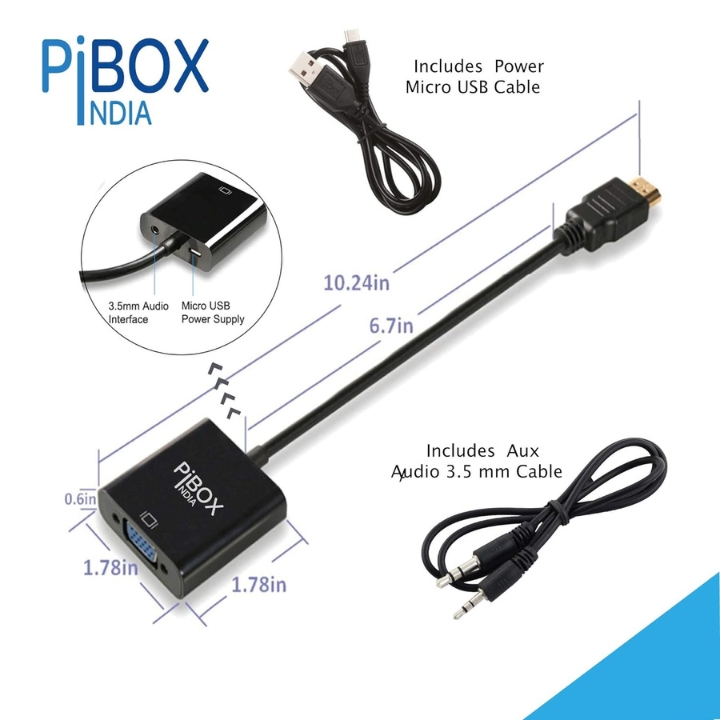 PiBOX
INDIA
Includes Power
Micro USB Cable
3.5mm Audio
Interface
Micro USB
Power Supply
10.24in
6.7in
Includes Aux
Audio 3.5 mm Cable
PiBOX
INDIA
0.6in
1.78in
1.78in